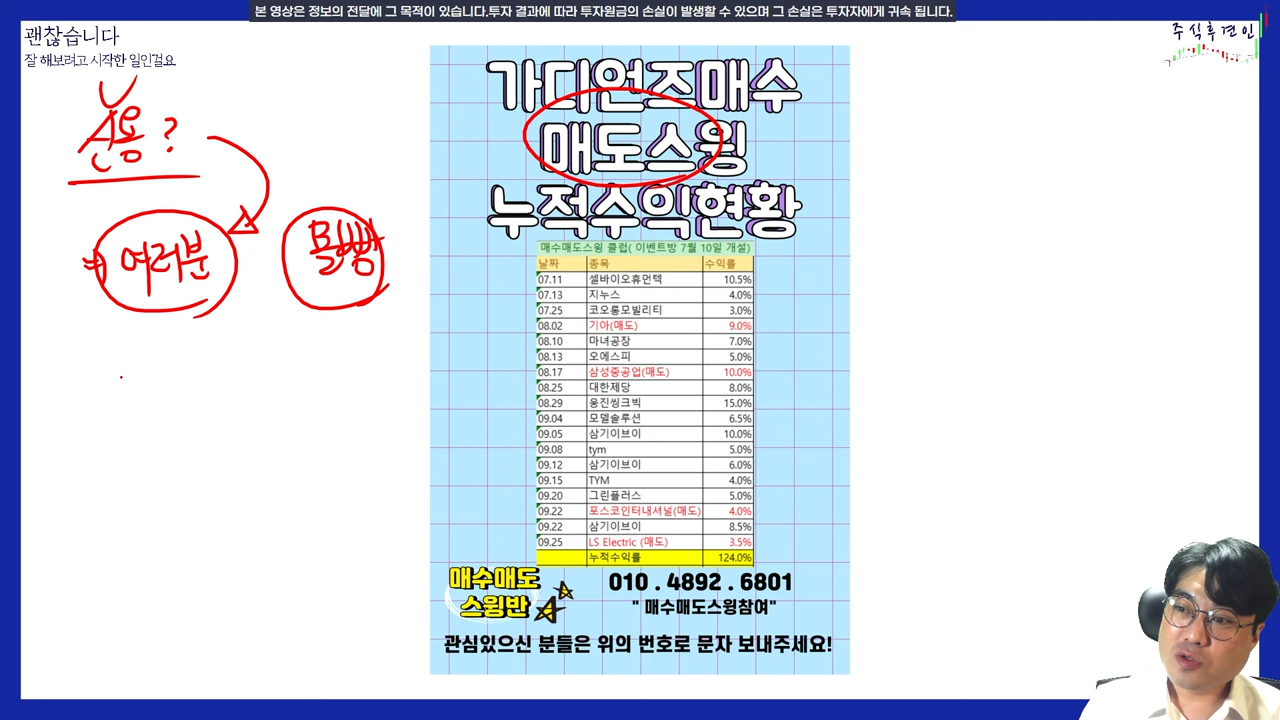 본 영상은 정보의 전달에 그 목적이 있습니다.투자 결과에 따라 투자원금의 손실이 발생할 수 있으며 그 손실은 투자자에게 귀속 됩니다.
괜찮습니다
잘 해보려고 시작한 일인걸요
주식후견인
신용?
여러분
몰빵
가디언즈매수
매도스윙
누적수익현황
매수매도스윙 클럽( 이벤트방 7월 10일 개설)
날짜 종목 수익률
07.11 셀바이오휴먼텍 10.5%
07.13 지누스 4.0%
07.25 코오롱모빌리티 3.0%
08.02 기아(매도) 9.0%
08.10 마녀공장 7.0%
08.13 오에스피 5.0%
08.17 삼성중공업(매도) 10.0%
08.25 대한제당 8.0%
08.29 웅진씽크빅 15.0%
09.04 모델솔루션 6.5%
09.05 삼기이브이 10.0%
09.08 tym 5.0%
09.12 삼기이브이 6.0%
09.15 TYM 4.0%
09.20 그린플러스 5.0%
09.22 포스코인터내셔널(매도) 4.0%
09.22 삼기이브이 8.5%
09.25 LS Electric (매도) 3.5%
누적수익률 124.0%
매수매도
스윙반
010 . 4892 . 6801
" 매수매도스윙참여"
관심있으신 분들은 위의 번호로 문자 보내주세요!